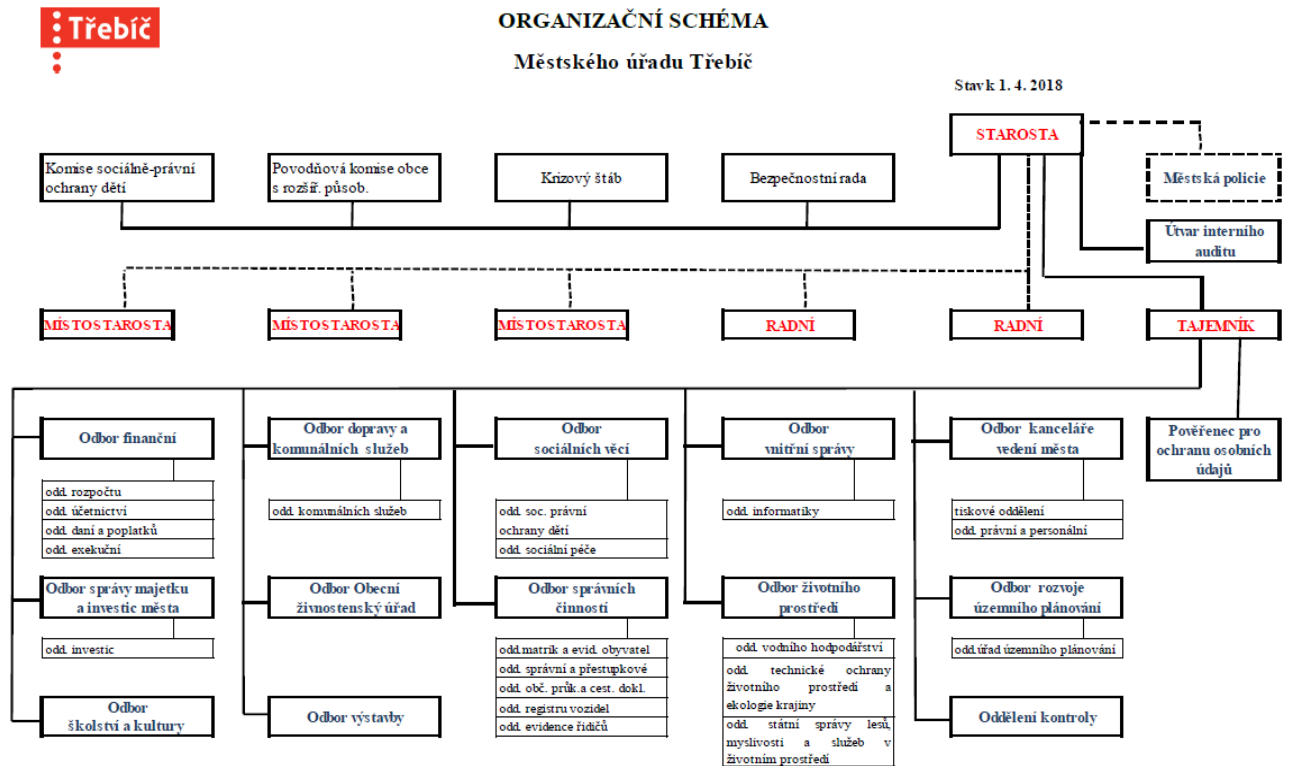 Třebíč
ORGANIZAČNÍ SCHÉMA
Městského úřadu Třebíč
Stav k 1. 4. 2018
STAROSTA
Komise sociálně-právní
ochrany dětí
Povodňová komise obce
s rozšíř. působ.
Krizový štáb
Bezpečnostní rada
Městská policie
Útvar interního
auditu
MÍSTOSTAROSTA
MÍSTOSTAROSTA
MÍSTOSTAROSTA
RADNÍ
RADNÍ
TAJEMNÍK
Odbor finanční
odd. rozpočtu
odd. účetnictví
odd. daní a poplatků
odd. exekuční
Odbor dopravy a
komunálních služeb
odd. komunálních služeb
Odbor
sociálních věcí
odd. soc. právní
ochrany dětí
odd. sociální péče
Odbor
vnitřní správy
odd. informatiky
Odbor kanceláře
vedení města
tiskové oddělení
odd. právní a personální
Pověřenec pro
ochranu osobních
údajů
Odbor správy majetku
a investic města
odd. investic
Odbor Obecní
živnostenský úřad
Odbor správních
činností
odd.matrik a evid. obyvatel
odd. správní a přestupkové
odd. obč. průk.a cest. dokl.
odd. registru vozidel
odd. evidence řidičů
Odbor životního
prostředí
odd. vodního hodpodářství
odd. technické ochrany
životního prostředí a
ekologie krajiny
odd. státní správy lesů,
myslivosti a služeb v
životním prostředí
Odbor rozvoje
územního plánování
odd.úřad územního plánování
Odbor
školství a kultury
Odbor výstavby
Oddělení kontroly